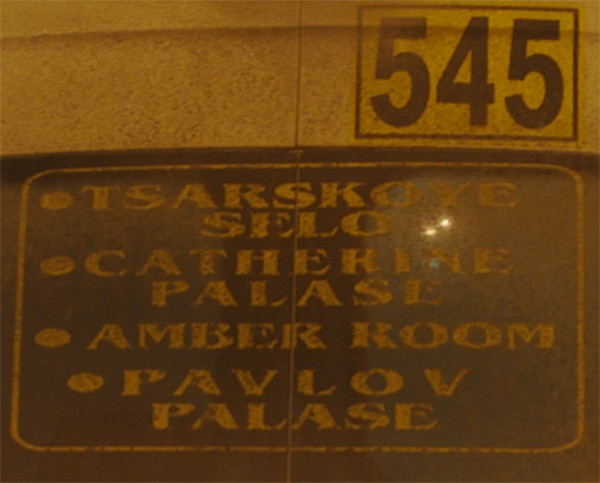 545
• TSARSKOYE
SELO
• CATHERINE
PALASE
• AMBER ROOM
• PAVLOV
PALASE